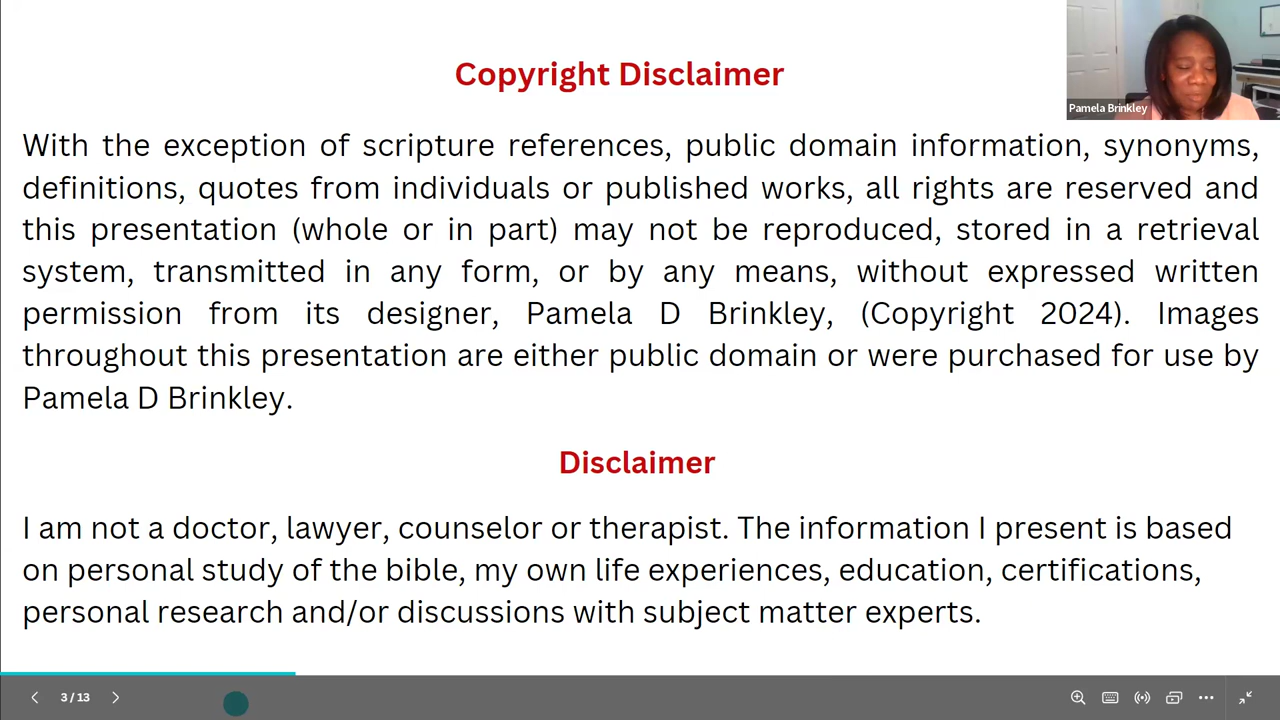 Copyright Disclaimer
Pamela Brinkley
With the exception of scripture references, public domain information, synonyms,
definitions, quotes from individuals or published works, all rights are reserved and
this presentation (whole or in part) may not be reproduced, stored in a retrieval
system, transmitted in any form, or by any means, without expressed written
permission from its designer, Pamela D Brinkley, (Copyright 2024). Images
throughout this presentation are either public domain or were purchased for use by
Pamela D Brinkley.
Disclaimer
I am not a doctor, lawyer, counselor or therapist. The information I present is based
on personal study of the bible, my own life experiences, education, certifications,
personal research and/or discussions with subject matter experts.
3 / 13